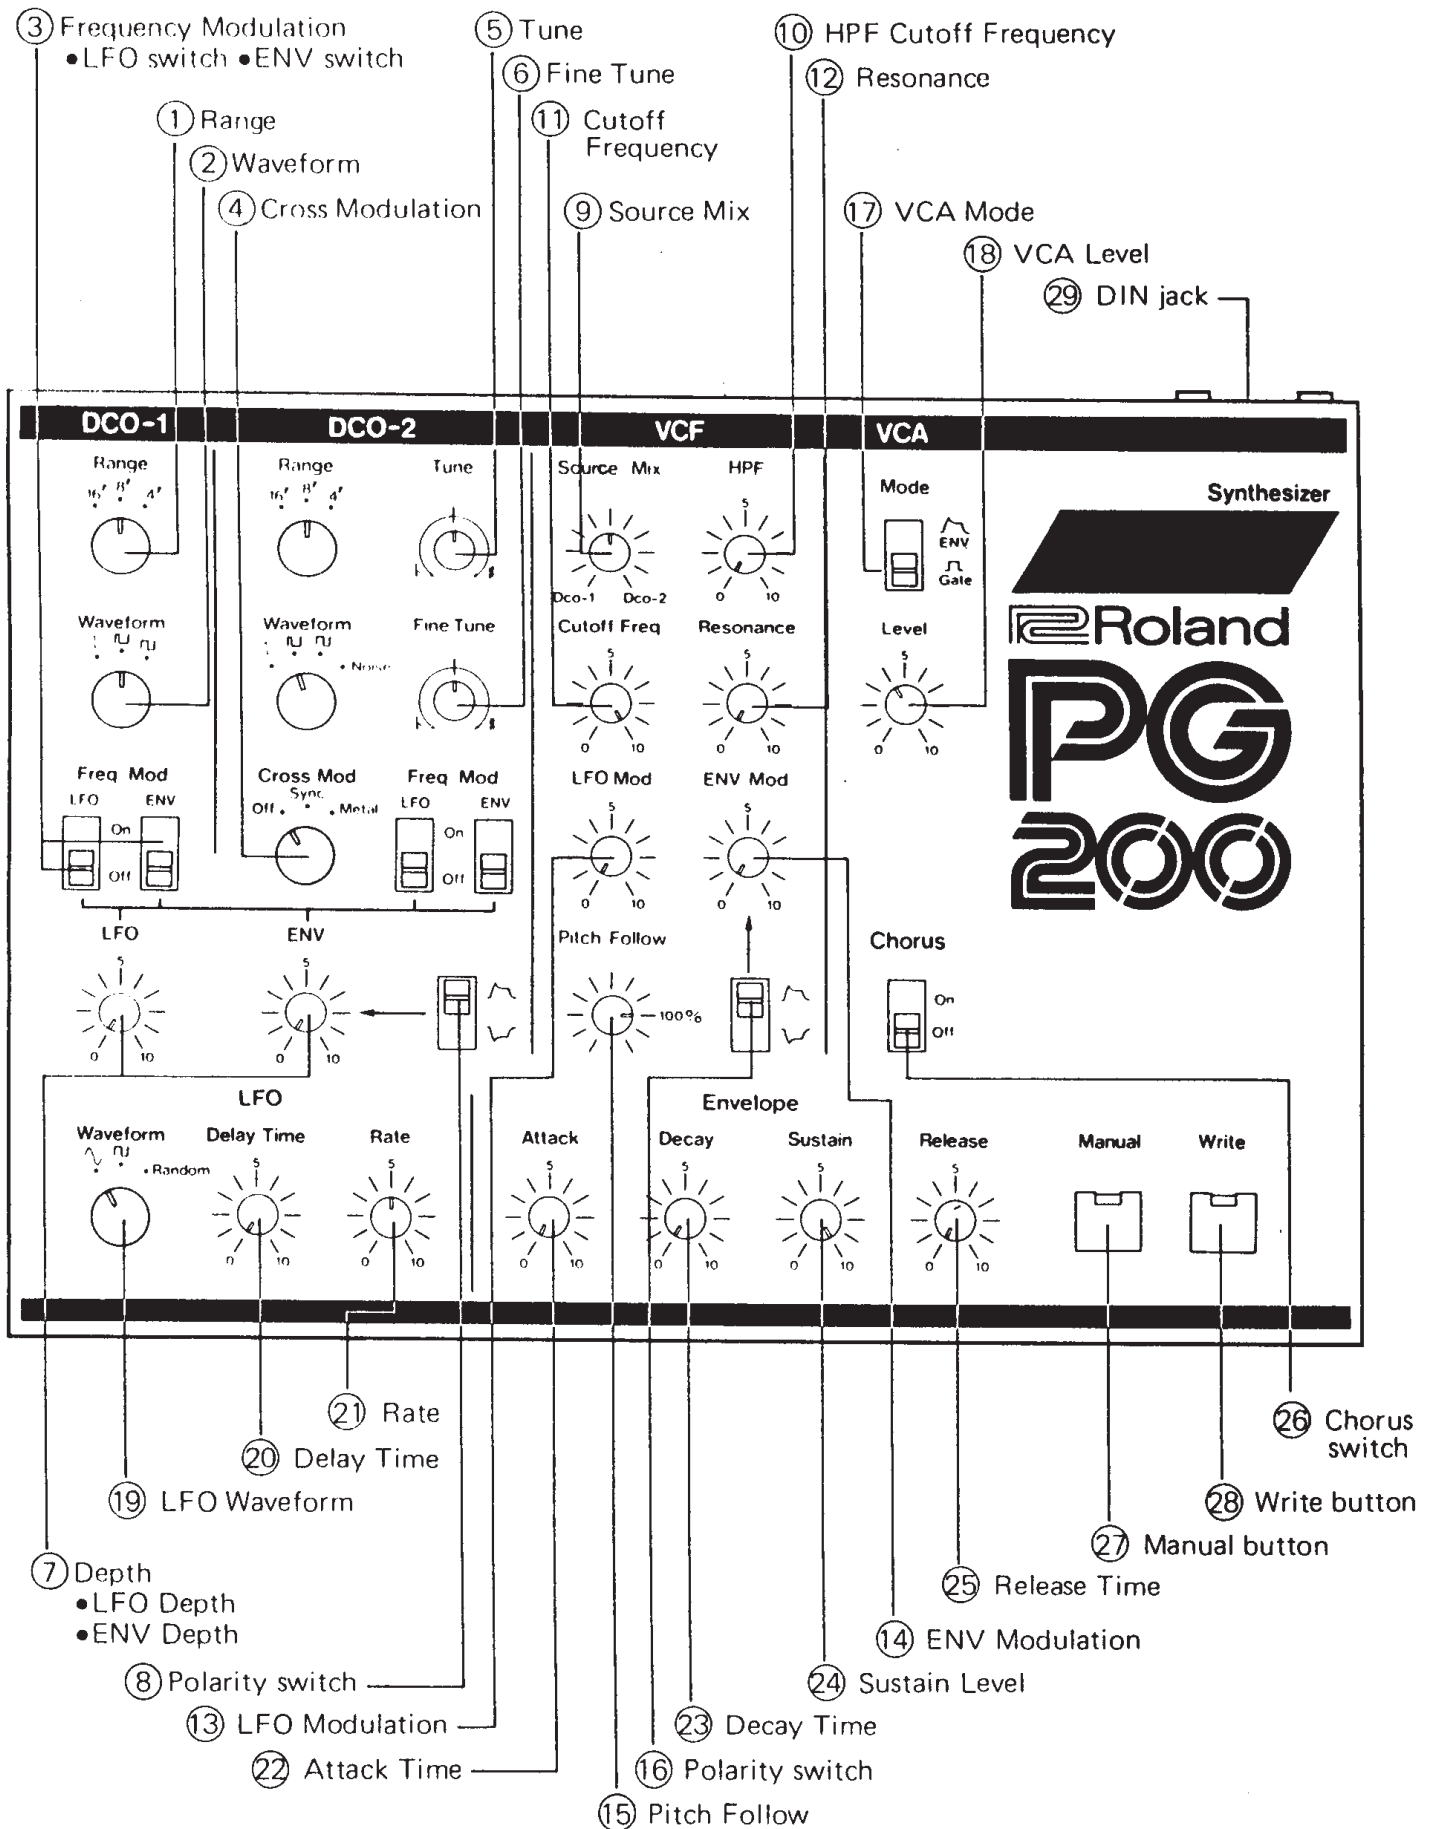 ③ Frequency Modulation
•LFO switch •ENV switch
⑤ Tune
⑩ HPF Cutoff Frequency
⑥ Fine Tune
⑫ Resonance
① Range
⑪ Cutoff
Frequency
② Waveform
④ Cross Modulation
⑨ Source Mix
⑰ VCA Mode
⑱ VCA Level
㉙ DIN jack
DCO-1 DCO-2 VCF VCA
Range Range Tune Source Mix HPF
16' 8' 4' 16' 8' 4' 5
Mode
Synthesizer
ENV
Gate
0 10
Dco-1 Dco-2
Waveform Waveform Fine Tune Cutoff Freq Resonance Level
Roland
Noise 5 5 5
0 10 0 10 0 10
PG
200
Freq Mod Cross Mod Freq Mod LFO Mod ENV Mod
LFO ENV Off Sync Metal LFO ENV 5 5
On On
Off Off
0 10 0 10
LFO ENV Pitch Follow Chorus
5 5
On
100%
Off
0 10 0 10
LFO Envelope
Waveform Delay Time Rate Attack Decay Sustain Release Manual Write
Random 5 5 5 5 5 5
0 10 0 10 0 10 0 10 0 10 0 10
㉑ Rate
㉖ Chorus
switch
⑳ Delay Time
⑲ LFO Waveform
㉘ Write button
㉗ Manual button
⑦ Depth
•LFO Depth
•ENV Depth
㉕ Release Time
⑭ ENV Modulation
⑧ Polarity switch
㉔ Sustain Level
⑬ LFO Modulation
㉓ Decay Time
㉒ Attack Time
⑯ Polarity switch
⑮ Pitch Follow